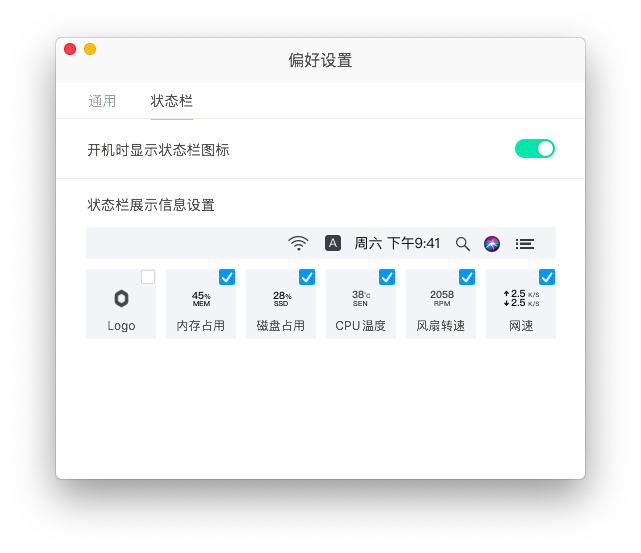 偏好设置
通用 状态栏
开机时显示状态栏图标
状态栏展示信息设置
A 周六 下午9:41
45% 28% 38°C 2058 2.5 K/S
MEM SSD SEN RPM 2.5 K/S
Logo 内存占用 磁盘占用 CPU温度 风扇转速 网速